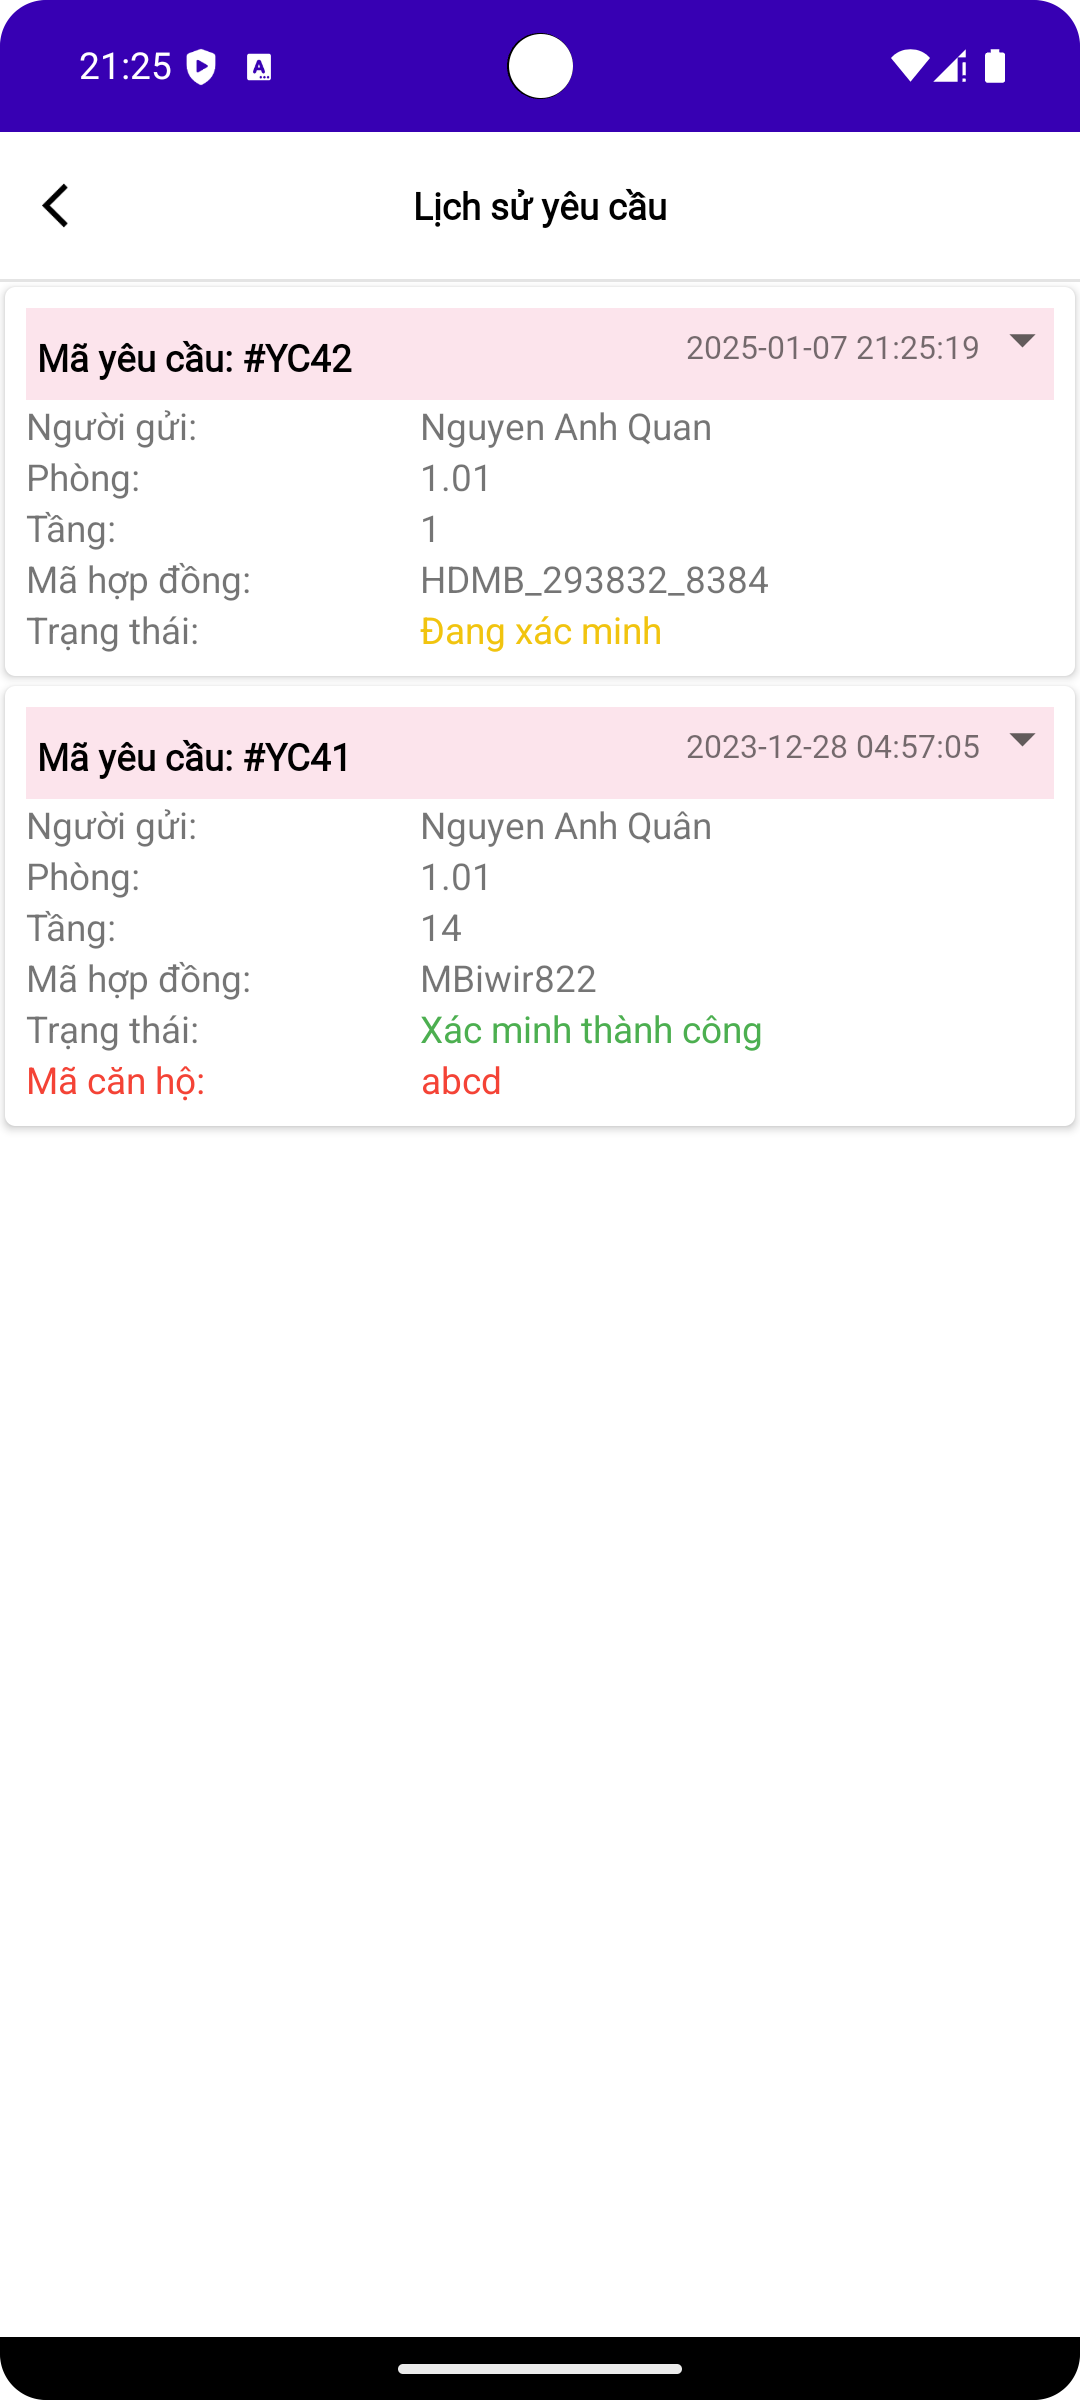 21:25
Lịch sử yêu cầu
Mã yêu cầu: #YC42 2025-01-07 21:25:19
Người gửi: Nguyen Anh Quan
Phòng: 1.01
Tầng: 1
Mã hợp đồng: HDMB_293832_8384
Trạng thái: Đang xác minh
Mã yêu cầu: #YC41 2023-12-28 04:57:05
Người gửi: Nguyen Anh Quân
Phòng: 1.01
Tầng: 14
Mã hợp đồng: MBiwir822
Trạng thái: Xác minh thành công
Mã căn hộ: abcd